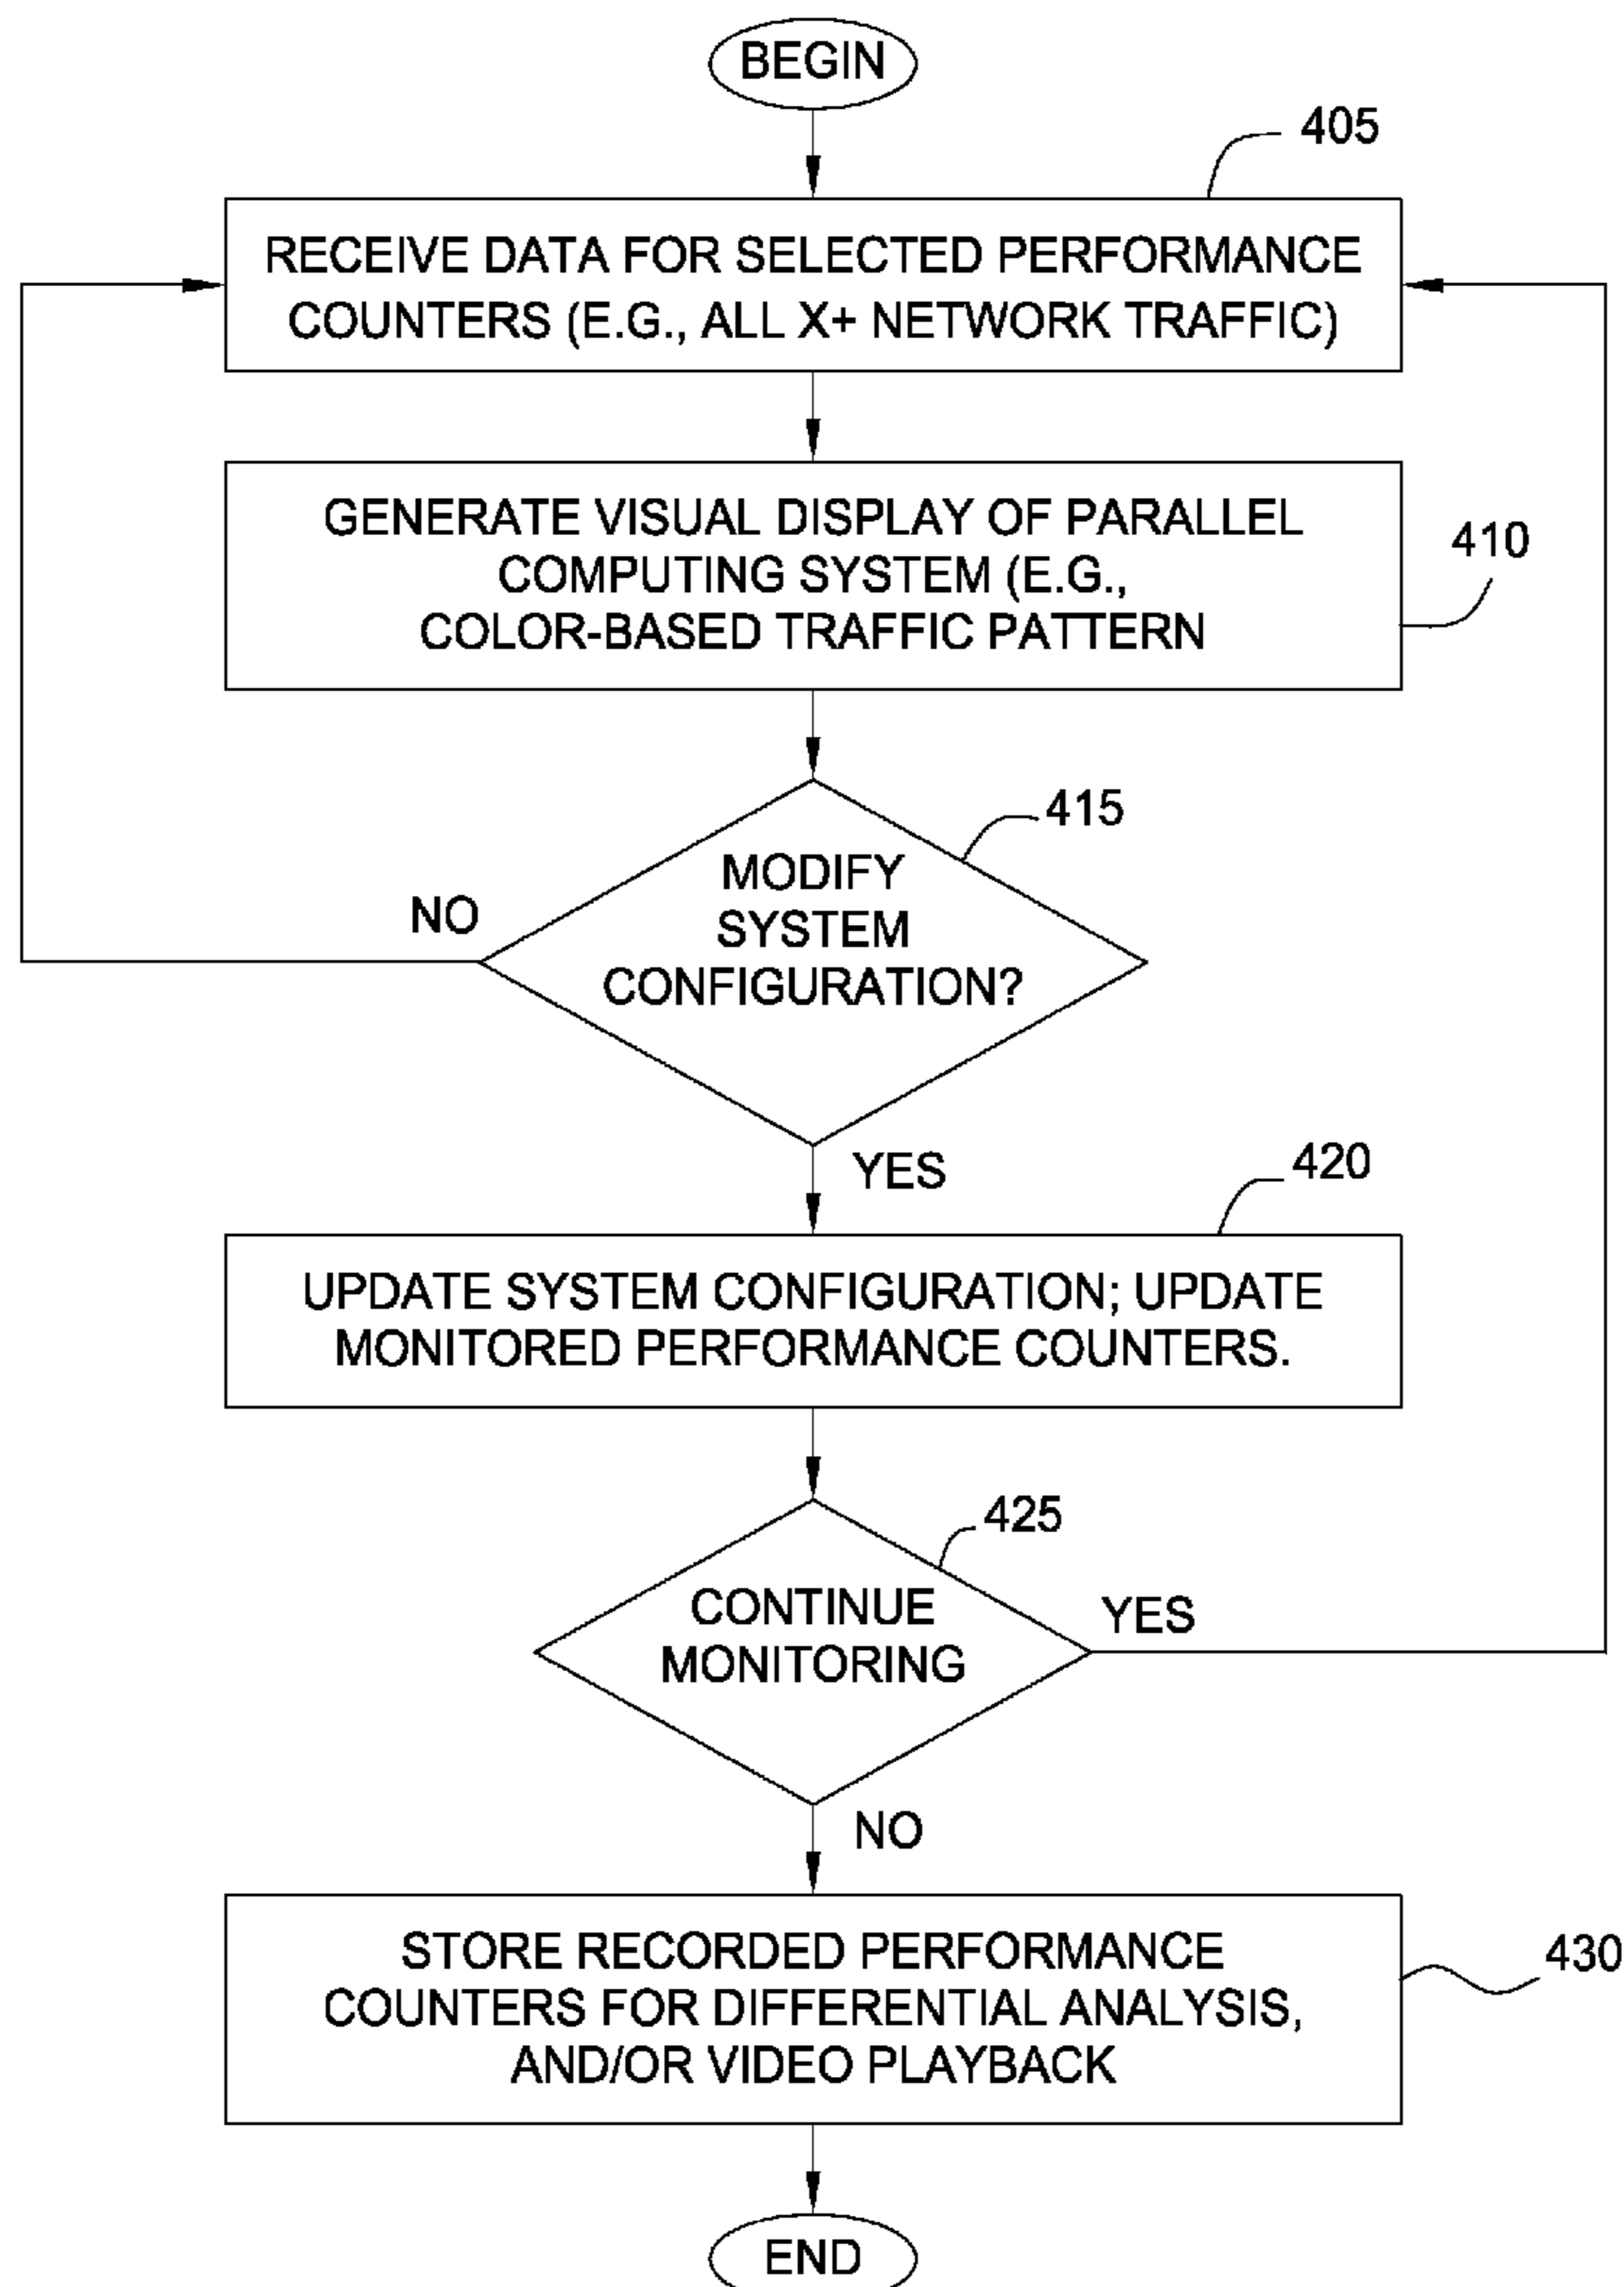 BEGIN
405
RECEIVE DATA FOR SELECTED PERFORMANCE
COUNTERS (E.G., ALL X+ NETWORK TRAFFIC)
GENERATE VISUAL DISPLAY OF PARALLEL
COMPUTING SYSTEM (E.G.,
COLOR-BASED TRAFFIC PATTERN
410
415
MODIFY
SYSTEM
CONFIGURATION?
NO
YES
420
UPDATE SYSTEM CONFIGURATION; UPDATE
MONITORED PERFORMANCE COUNTERS.
425
CONTINUE
MONITORING
YES
NO
STORE RECORDED PERFORMANCE
COUNTERS FOR DIFFERENTIAL ANALYSIS,
AND/OR VIDEO PLAYBACK
430
END